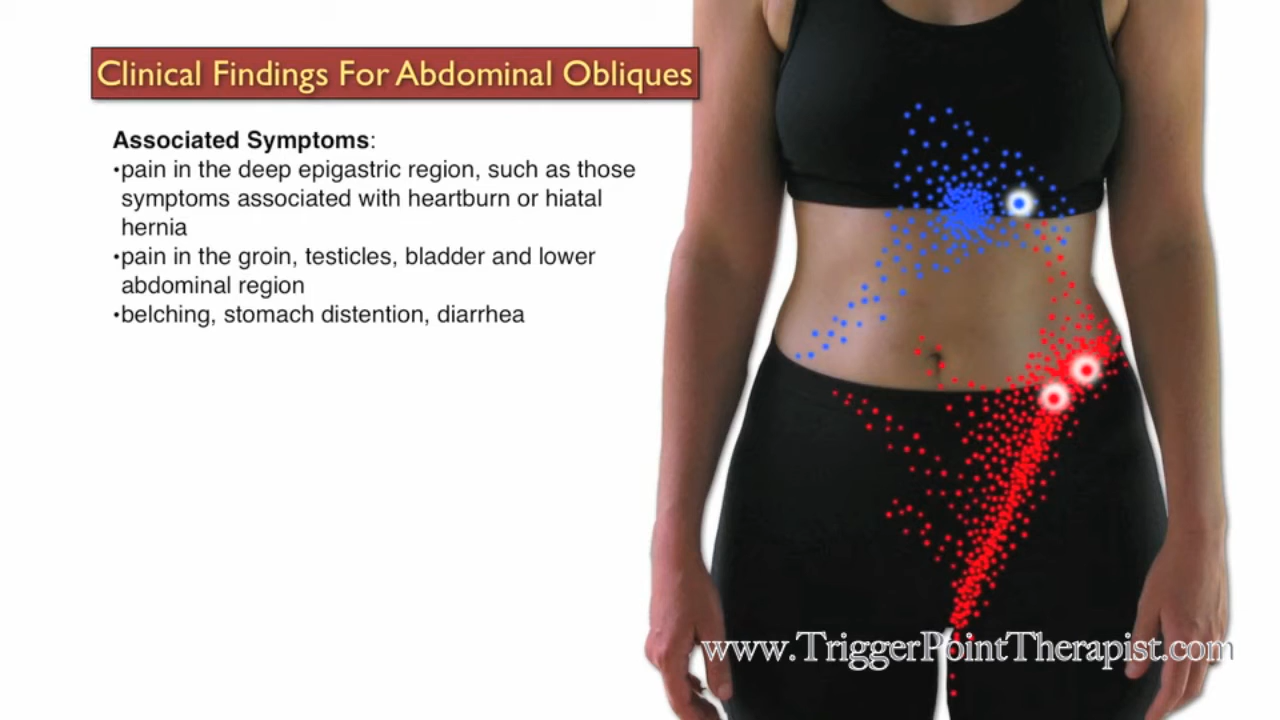 Clinical Findings For Abdominal Obliques
Associated Symptoms:
•pain in the deep epigastric region, such as those
symptoms associated with heartburn or hiatal
hernia
•pain in the groin, testicles, bladder and lower
abdominal region
•belching, stomach distention, diarrhea
www.TriggerPointTherapist.com